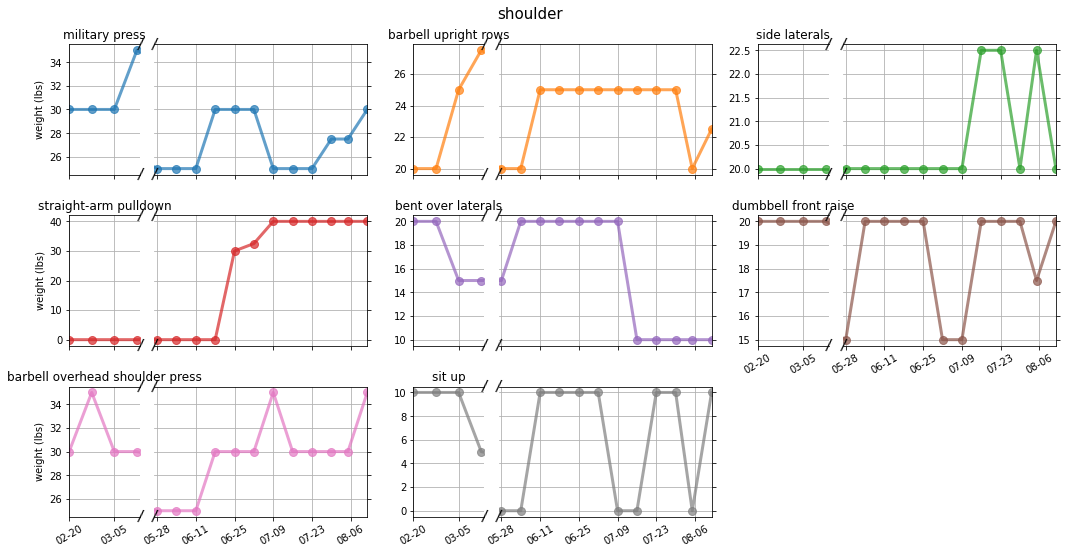 shoulder
military press
barbell upright rows
side laterals
weight (lbs)
34
32
30
28
26
26
24
22
20
22.5
22.0
21.5
21.0
20.5
20.0
straight-arm pulldown
bent over laterals
dumbbell front raise
weight (lbs)
40
30
20
10
0
20
18
16
14
12
10
20
19
18
17
16
15
02-20 03-05 05-28 06-11 06-25 07-09 07-23 08-06
barbell overhead shoulder press
sit up
weight (lbs)
34
32
30
28
26
10
8
6
4
2
0
02-20 03-05 05-28 06-11 06-25 07-09 07-23 08-06
02-20 03-05 05-28 06-11 06-25 07-09 07-23 08-06